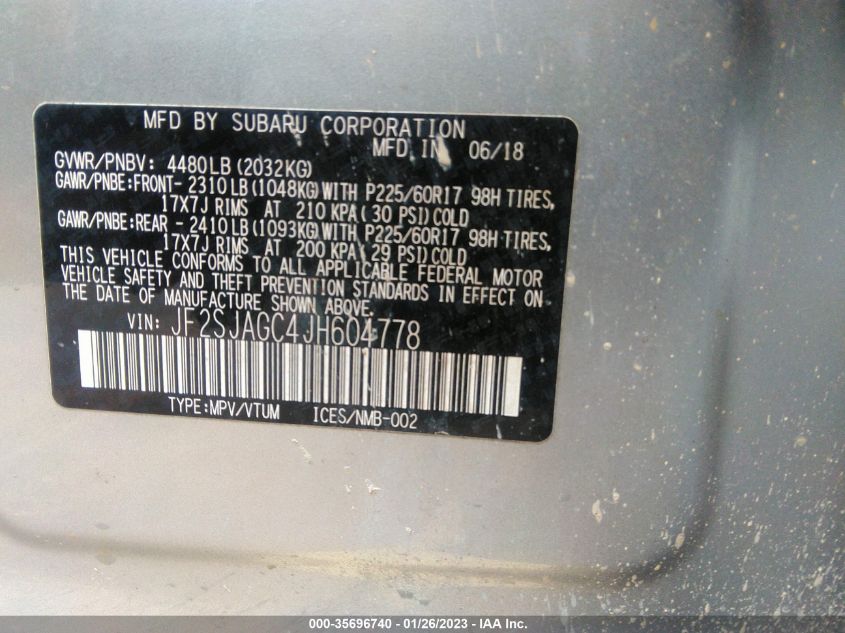 MFD BY SUBARU CORPORATION
MFD IN 06/18
GVWR/PNBV: 4480LB(2032KG)
GAWR/PNBE:FRONT- 2310LB(1048KG)WITH P225/60R17 98H TIRES,
17X7J RIMS AT 210 KPA(30 PSI)COLD
GAWR/PNBE:REAR - 2410LB(1093KG)WITH P225/60R17 98H TIRES,
17X7J RIMS AT 200 KPA(29 PSI)COLD
THIS VEHICLE CONFORMS TO ALL APPLICABLE FEDERAL MOTOR
VEHICLE SAFETY AND THEFT PREVENTION STANDARDS IN EFFECT ON
THE DATE OF MANUFACTURE SHOWN ABOVE.
VIN: JF2SJAGC4JH604778
TYPE:MPV/VTUM ICES/NMB-002
000-35696740 - 01/26/2023 - © IAA Inc.